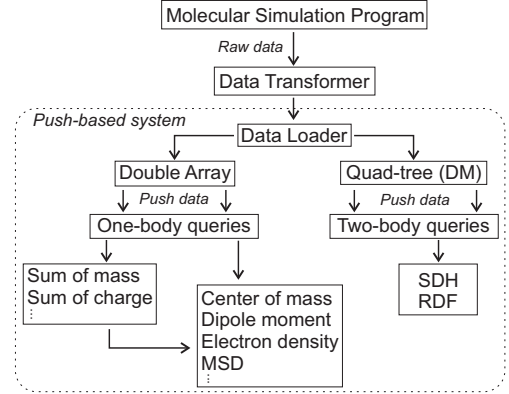 Molecular Simulation Program
Raw data
Data Transformer
Push-based system
Data Loader
Double Array
Quad-tree (DM)
Push data
Push data
One-body queries
Two-body queries
Sum of mass
Sum of charge
⋮
Center of mass
Dipole moment
Electron density
MSD
⋮
SDH
RDF